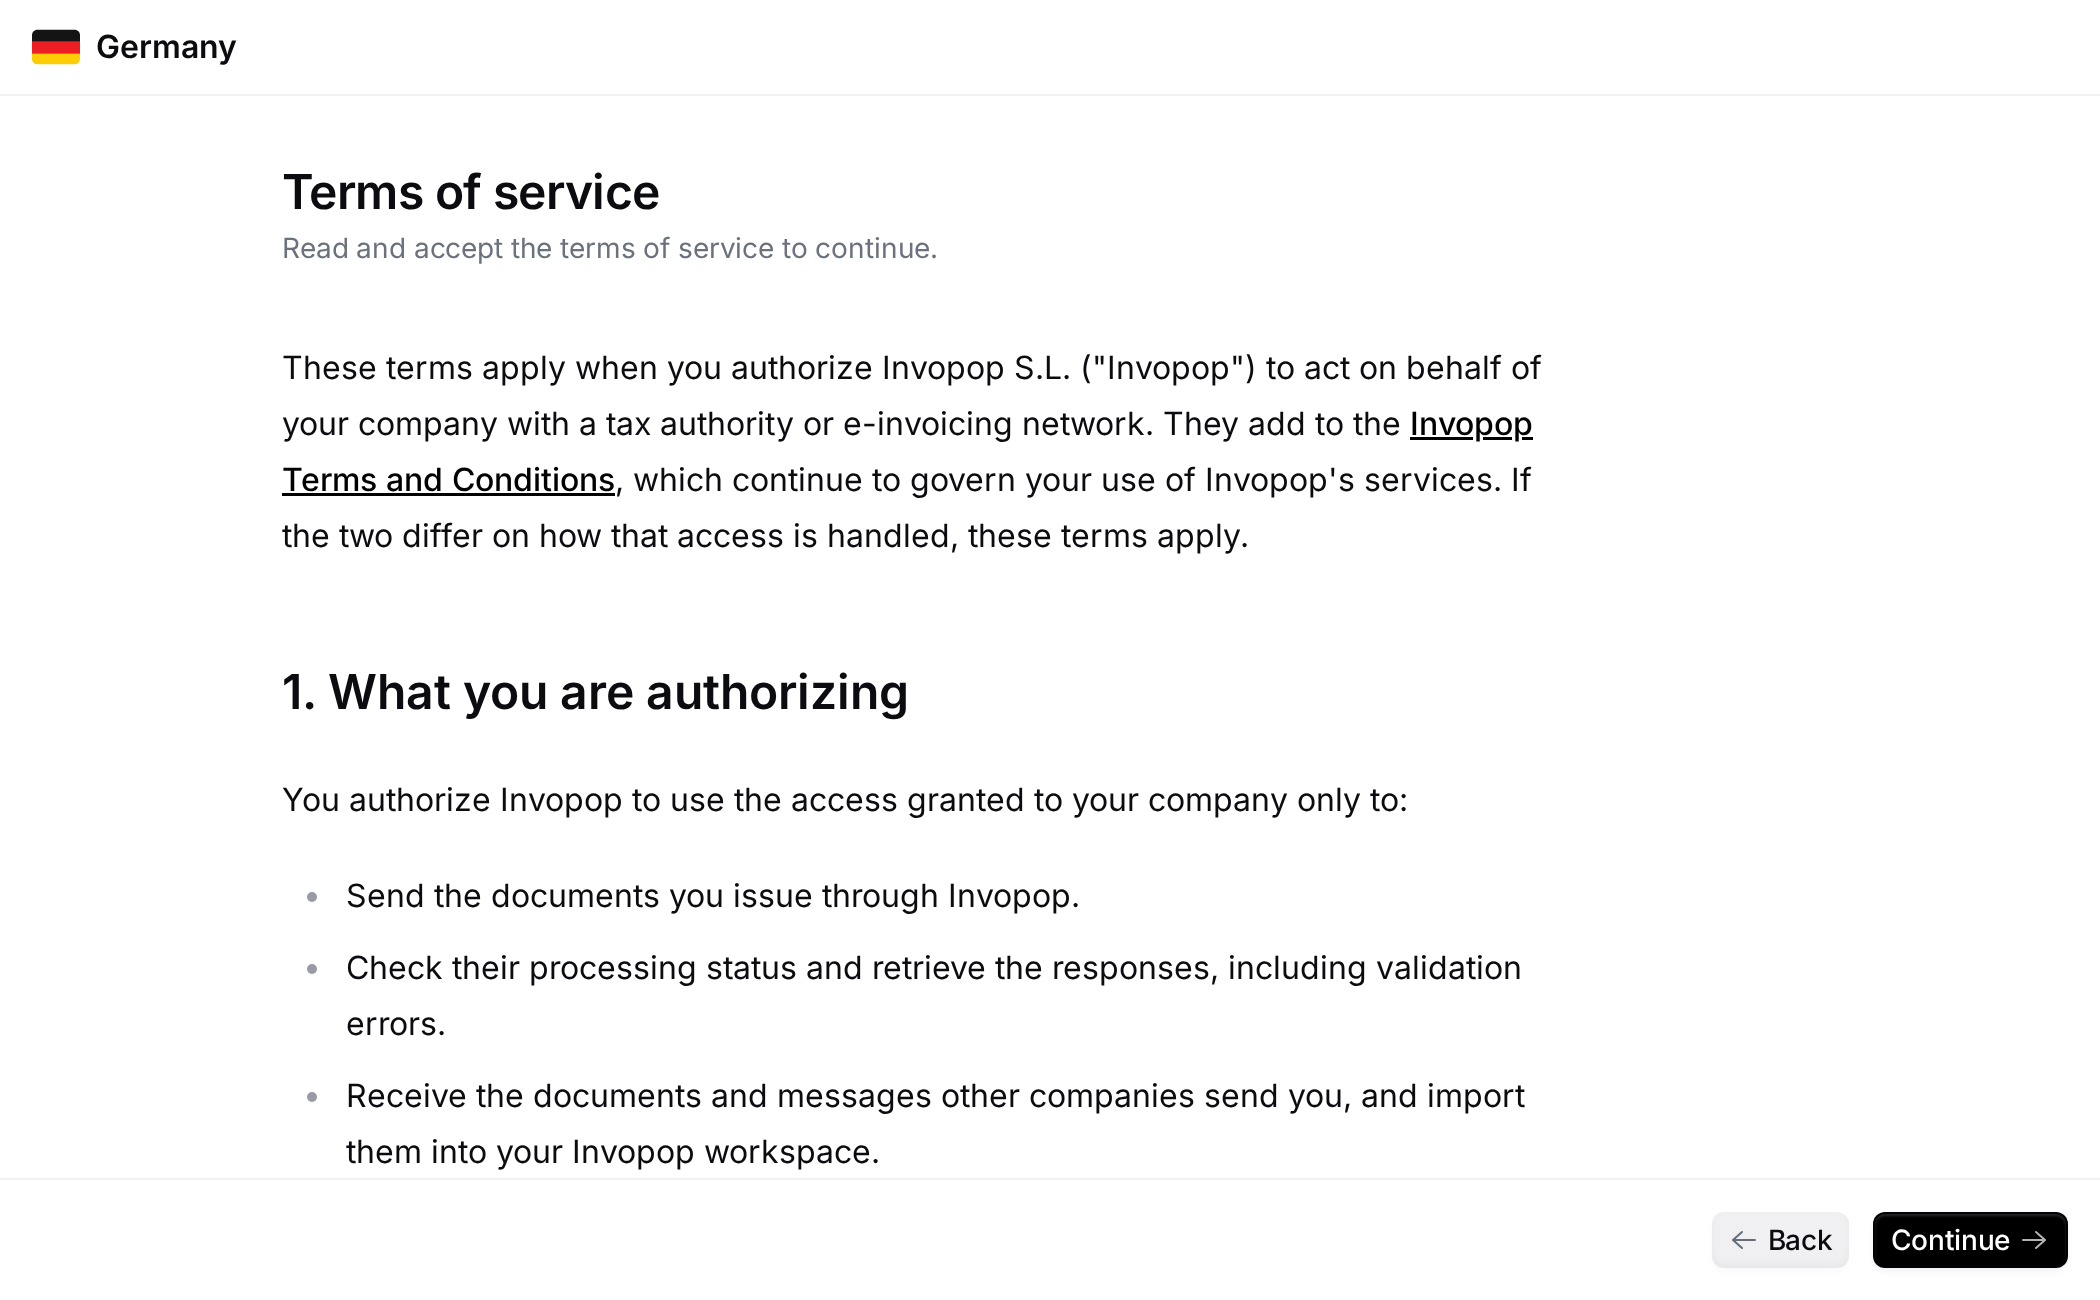 Germany
Terms of service
Read and accept the terms of service to continue.
These terms apply when you authorize Invopop S.L. ("Invopop") to act on behalf of
your company with a tax authority or e-invoicing network. They add to the Invopop
Terms and Conditions, which continue to govern your use of Invopop's services. If
the two differ on how that access is handled, these terms apply.
1. What you are authorizing
You authorize Invopop to use the access granted to your company only to:
• Send the documents you issue through Invopop.
• Check their processing status and retrieve the responses, including validation
errors.
• Receive the documents and messages other companies send you, and import
them into your Invopop workspace.
← Back
Continue →